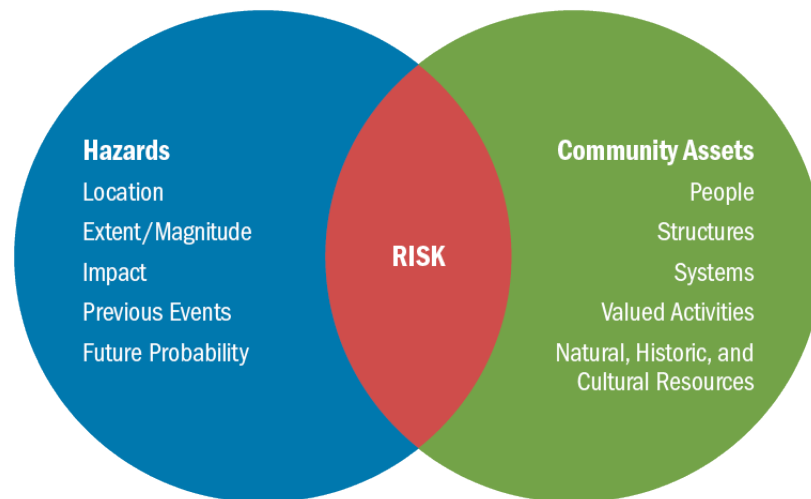 Hazards
Location
Extent/Magnitude
Impact
Previous Events
Future Probability
RISK
Community Assets
People
Structures
Systems
Valued Activities
Natural, Historic, and
Cultural Resources